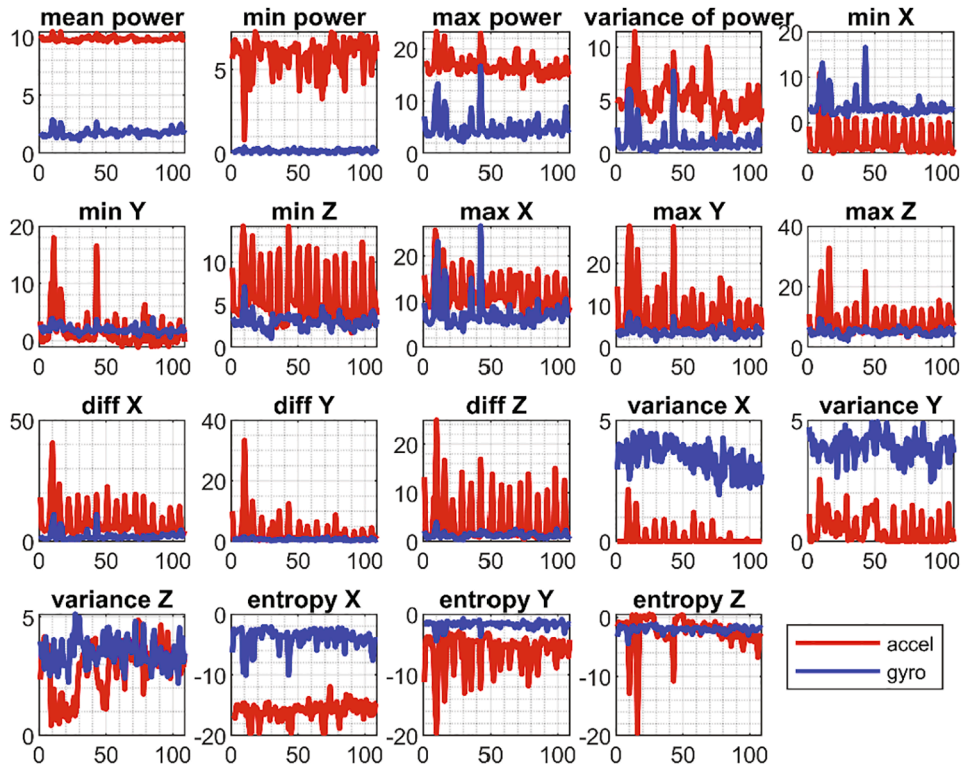 mean power min power max power variance of power min X
10 5 0 0 50 100
5 0 0 50 100
20 10 0 0 50 100
10 5 0 0 50 100
20 10 0 0 50 100
min Y min Z max X max Y max Z
20 10 0 0 50 100
10 5 0 0 50 100
20 10 0 0 50 100
20 10 0 0 50 100
40 20 0 0 50 100
diff X diff Y diff Z variance X variance Y
50 0 0 50 100
40 20 0 0 50 100
20 10 0 0 50 100
5 0 0 50 100
5 0 0 50 100
variance Z entropy X entropy Y entropy Z
5 0 0 50 100
0 -10 -20 0 50 100
0 -10 -20 0 50 100
0 -10 -20 0 50 100
accel
gyro